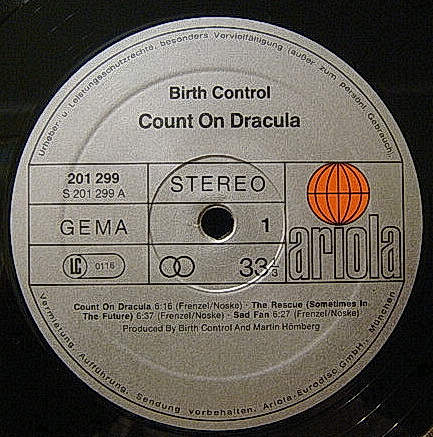 Urheber- u. Leistungsschutzrechte, besonders Vervielfältigung (außer zum persönl. Gebrauch),
Birth Control
Count On Dracula
201 299
S 201 299 A
STEREO
GEMA
1
LC 0116
33 1/3
ariola
Count On Dracula 6:16 (Frenzel/Noske) · The Rescue (Sometimes In
The Future) 6:37 (Frenzel/Noske) · Sad Fan 6:27 (Frenzel/Noske)
Produced By Birth Control And Martin Hömberg
Vermietung, Aufführung, Sendung vorbehalten. Ariola-Eurodisc GmbH., München